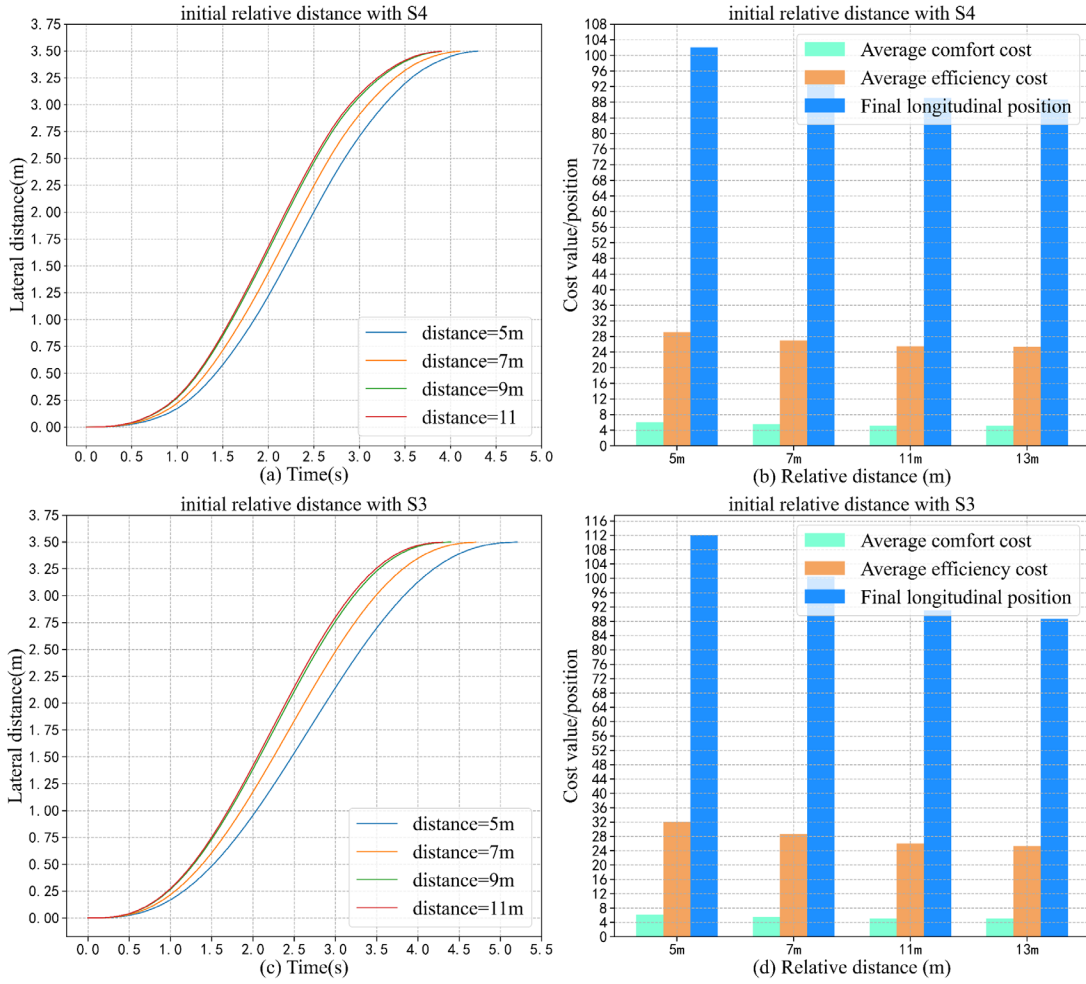 initial relative distance with S4
3.75
3.50
3.25
3.00
2.75
2.50
2.25
2.00
1.75
1.50
1.25
1.00
0.75
0.50
0.25
0.00
Lateral distance(m)
distance=5m
distance=7m
distance=9m
distance=11
0.0 0.5 1.0 1.5 2.0 2.5 3.0 3.5 4.0 4.5 5.0
(a) Time(s)
initial relative distance with S4
108
104
96
92
88
84
80
76
72
68
64
60
56
52
48
44
40
36
32
28
24
20
16
12
8
4
0
Cost value/position
Average comfort cost
Average efficiency cost
Final longitudinal position
5m 7m 11m 13m
(b) Relative distance (m)
initial relative distance with S3
3.75
3.50
3.25
3.00
2.75
2.50
2.25
2.00
1.75
1.50
1.25
1.00
0.75
0.50
0.25
0.00
Lateral distance(m)
distance=5m
distance=7m
distance=9m
distance=11m
0.0 0.5 1.0 1.5 2.0 2.5 3.0 3.5 4.0 4.5 5.0 5.5
(c) Time(s)
initial relative distance with S3
116
112
104
100
96
92
88
84
76
72
68
64
60
56
52
48
44
40
36
32
28
24
20
16
12
8
4
0
Cost value/position
Average comfort cost
Average efficiency cost
Final longitudinal position
5m 7m 11m 13m
(d) Relative distance (m)